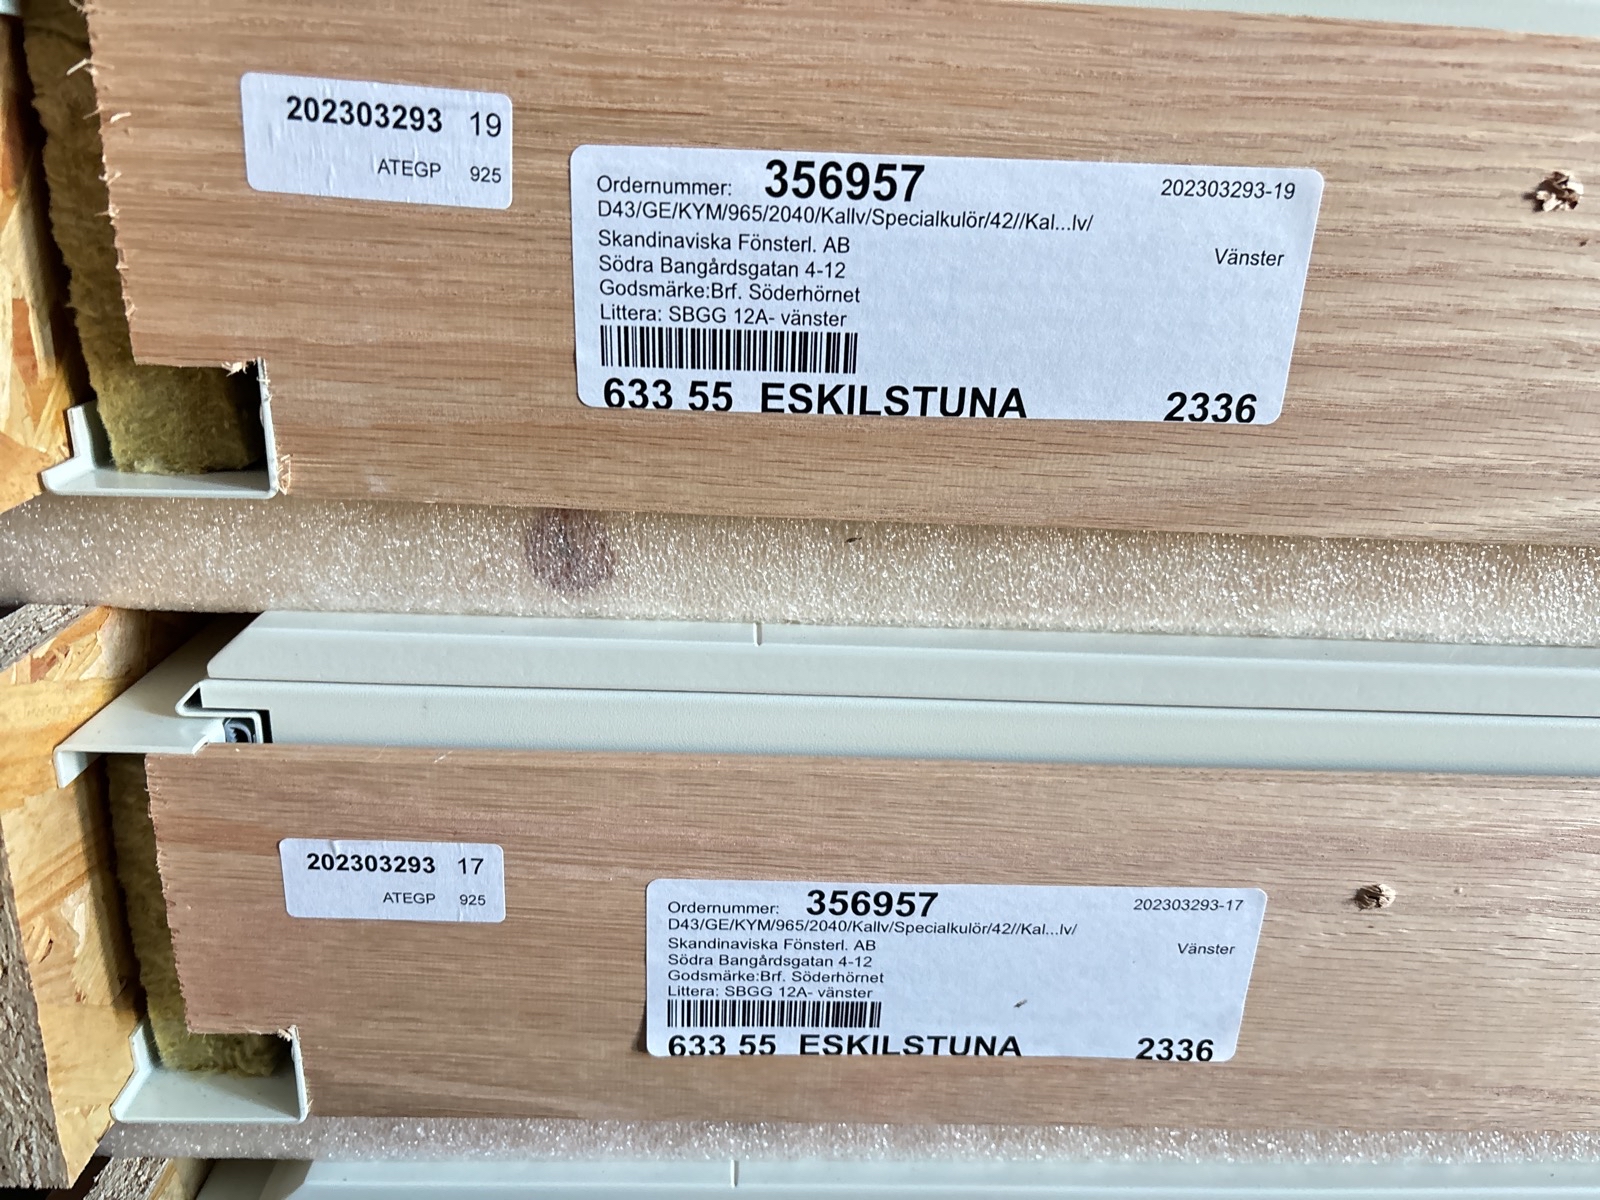 202303293 19
ATEGP 925
Ordernummer: 356957 202303293-19
D43/GE/KYM/965/2040/Kallv/Specialkulör/42//Kal...lv/
Skandinaviska Fönsterl. AB
Vänster
Södra Bangårdsgatan 4-12
Godsmärke:Brf. Söderhörnet
Littera: SBGG 12A- vänster
633 55 ESKILSTUNA 2336
202303293 17
ATEGP 925
Ordernummer: 356957 202303293-17
D43/GE/KYM/965/2040/Kallv/Specialkulör/42//Kal...lv/
Skandinaviska Fönsterl. AB
Vänster
Södra Bangårdsgatan 4-12
Godsmärke:Brf. Söderhörnet
Littera: SBGG 12A- vänster
633 55 ESKILSTUNA 2336